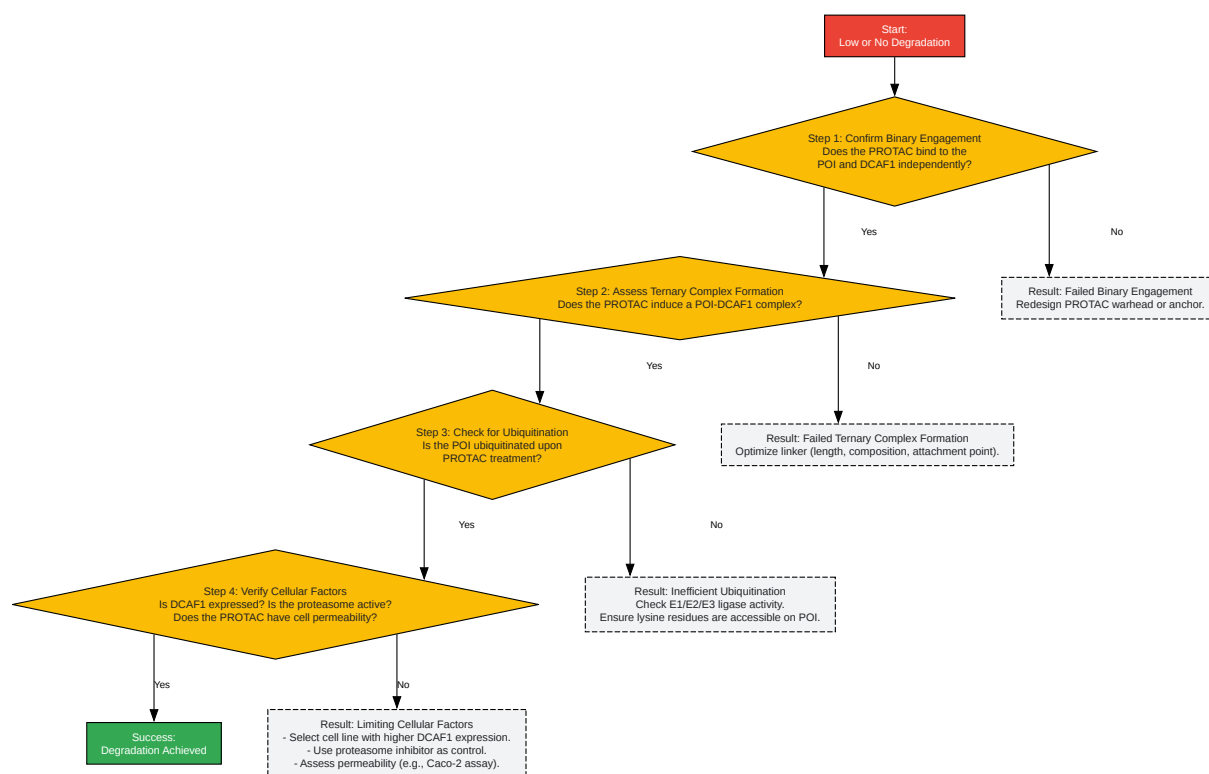 Start:
Low or No Degradation
Step 1: Confirm Binary Engagement
Does the PROTAC bind to the
POI and DCAF1 independently?
Yes
No
Result: Failed Binary Engagement
Redesign PROTAC warhead or anchor.
Step 2: Assess Ternary Complex Formation
Does the PROTAC induce a POI-DCAF1 complex?
Yes
No
Result: Failed Ternary Complex Formation
Optimize linker (length, composition, attachment point).
Step 3: Check for Ubiquitination
Is the POI ubiquitinated upon
PROTAC treatment?
Yes
No
Result: Inefficient Ubiquitination
Check E1/E2/E3 ligase activity.
Ensure lysine residues are accessible on POI.
Step 4: Verify Cellular Factors
Is DCAF1 expressed? Is the proteasome active?
Does the PROTAC have cell permeability?
Yes
No
Success:
Degradation Achieved
Result: Limiting Cellular Factors
- Select cell line with higher DCAF1 expression.
- Use proteasome inhibitor as control.
- Assess permeability (e.g., Caco-2 assay).